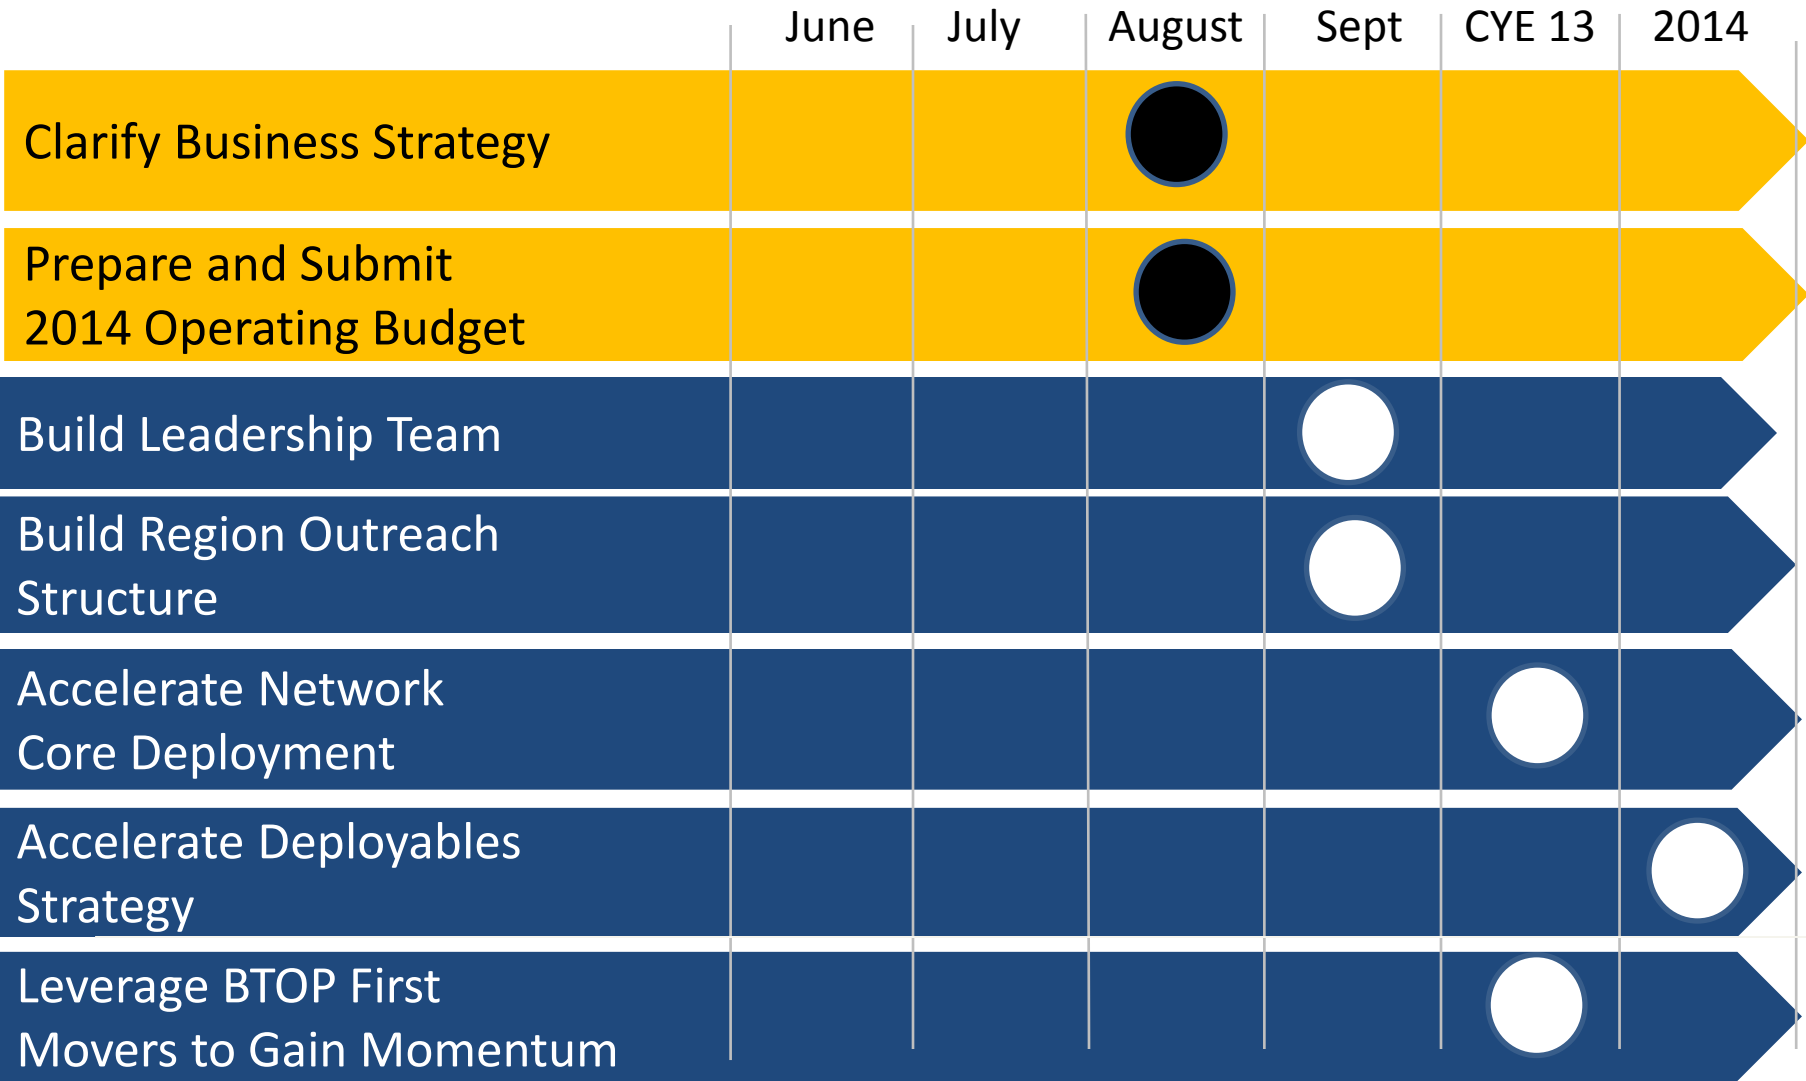 June July August Sept CYE 13 2014
Clarify Business Strategy
Prepare and Submit
2014 Operating Budget
Build Leadership Team
Build Region Outreach
Structure
Accelerate Network
Core Deployment
Accelerate Deployables
Strategy
Leverage BTOP First
Movers to Gain Momentum